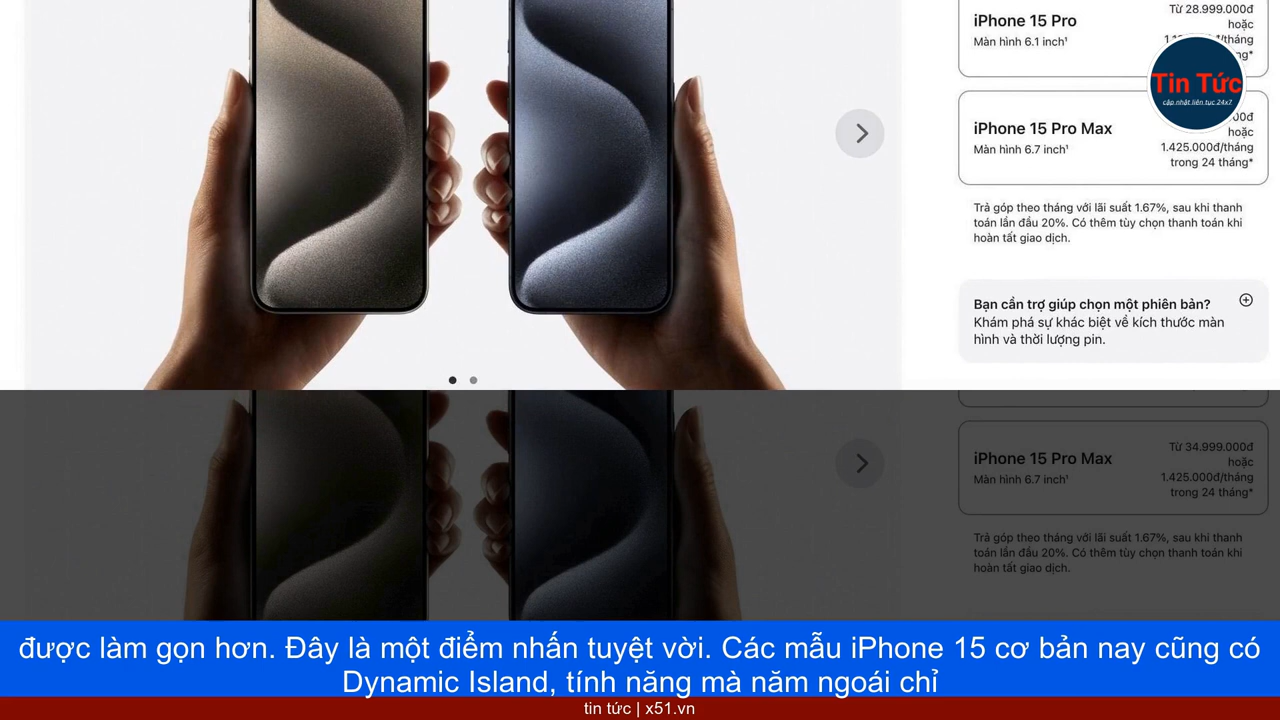 iPhone 15 Pro
Màn hình 6.1 inch¹
Từ 28.999.000đ
hoặc
Tin Tức
cập nhật liên tục 24x7
iPhone 15 Pro Max
Màn hình 6.7 inch¹
hoặc
1.425.000đ/tháng
trong 24 tháng*
Trả góp theo tháng với lãi suất 1.67%, sau khi thanh
toán lần đầu 20%. Có thêm tùy chọn thanh toán khi
hoàn tất giao dịch.
Bạn cần trợ giúp chọn một phiên bản?
Khám phá sự khác biệt về kích thước màn
hình và thời lượng pin.
iPhone 15 Pro Max
Màn hình 6.7 inch¹
Từ 34.999.000đ
hoặc
1.425.000đ/tháng
trong 24 tháng*
Trả góp theo tháng với lãi suất 1.67%, sau khi thanh
toán lần đầu 20%. Có thêm tùy chọn thanh toán khi
hoàn tất giao dịch.
được làm gọn hơn. Đây là một điểm nhấn tuyệt vời. Các mẫu iPhone 15 cơ bản nay cũng có
Dynamic Island, tính năng mà năm ngoái chỉ
tin tức | x51.vn